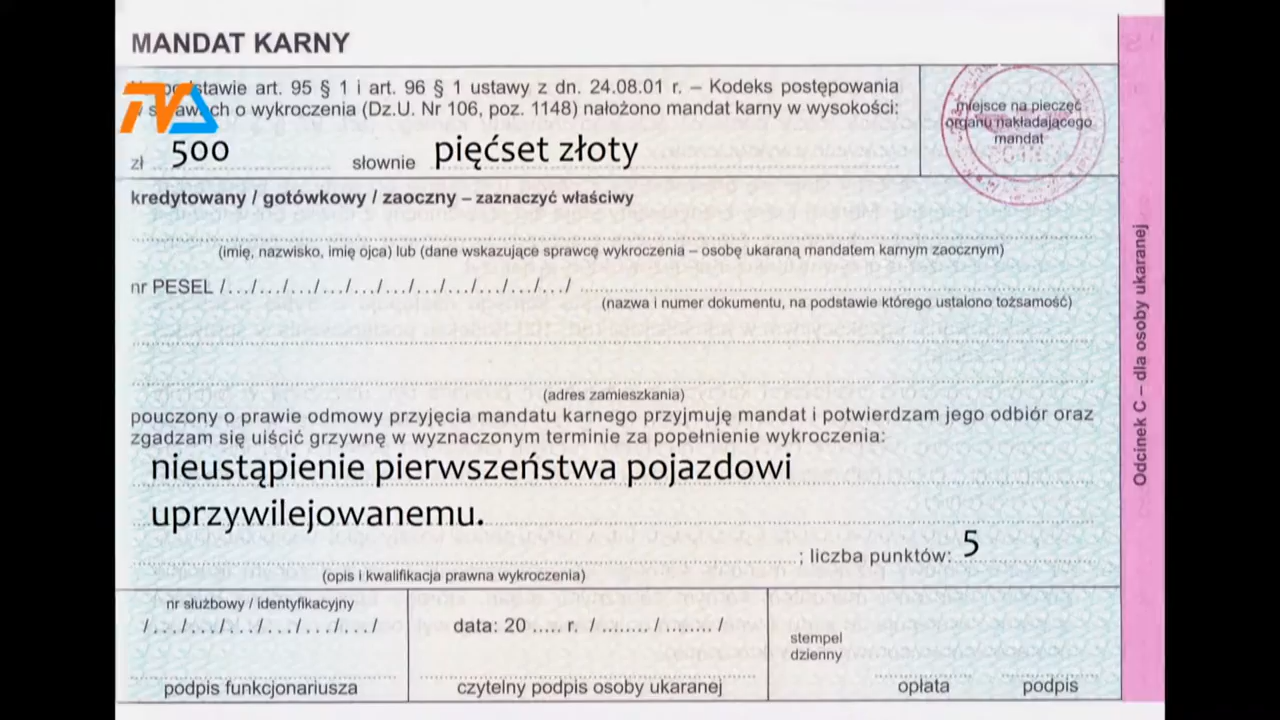 MANDAT KARNY
podstawie art. 95 § 1 i art. 96 § 1 ustawy z dn. 24.08.01 r. – Kodeks postępowania
sprawach o wykroczenia (Dz.U. Nr 106, poz. 1148) nałożono mandat karny w wysokości:
zł 500 słownie pięćset złoty
miejsce na pieczęć
organu nakładającego
mandat
kredytowany / gotówkowy / zaoczny – zaznaczyć właściwy
(imię, nazwisko, imię ojca) lub (dane wskazujące sprawcę wykroczenia – osobę ukaraną mandatem karnym zaocznym)
nr PESEL /.../.../.../.../.../.../.../.../.../.../.../
(nazwa i numer dokumentu, na podstawie którego ustalono tożsamość)
(adres zamieszkania)
pouczony o prawie odmowy przyjęcia mandatu karnego przyjmuję mandat i potwierdzam jego odbiór oraz
zgadzam się uiścić grzywnę w wyznaczonym terminie za popełnienie wykroczenia:
nieustąpienie pierwszeństwa pojazdowi
uprzywilejowanemu.
; liczba punktów: 5
(opis i kwalifikacja prawna wykroczenia)
nr służbowy / identyfikacyjny
/..../..../..../..../..../..../
podpis funkcjonariusza
data: 20 ..... r. /......../......../
czytelny podpis osoby ukaranej
stempel
dzienny
opłata podpis
Odcinek C – dla osoby ukaranej
TVA